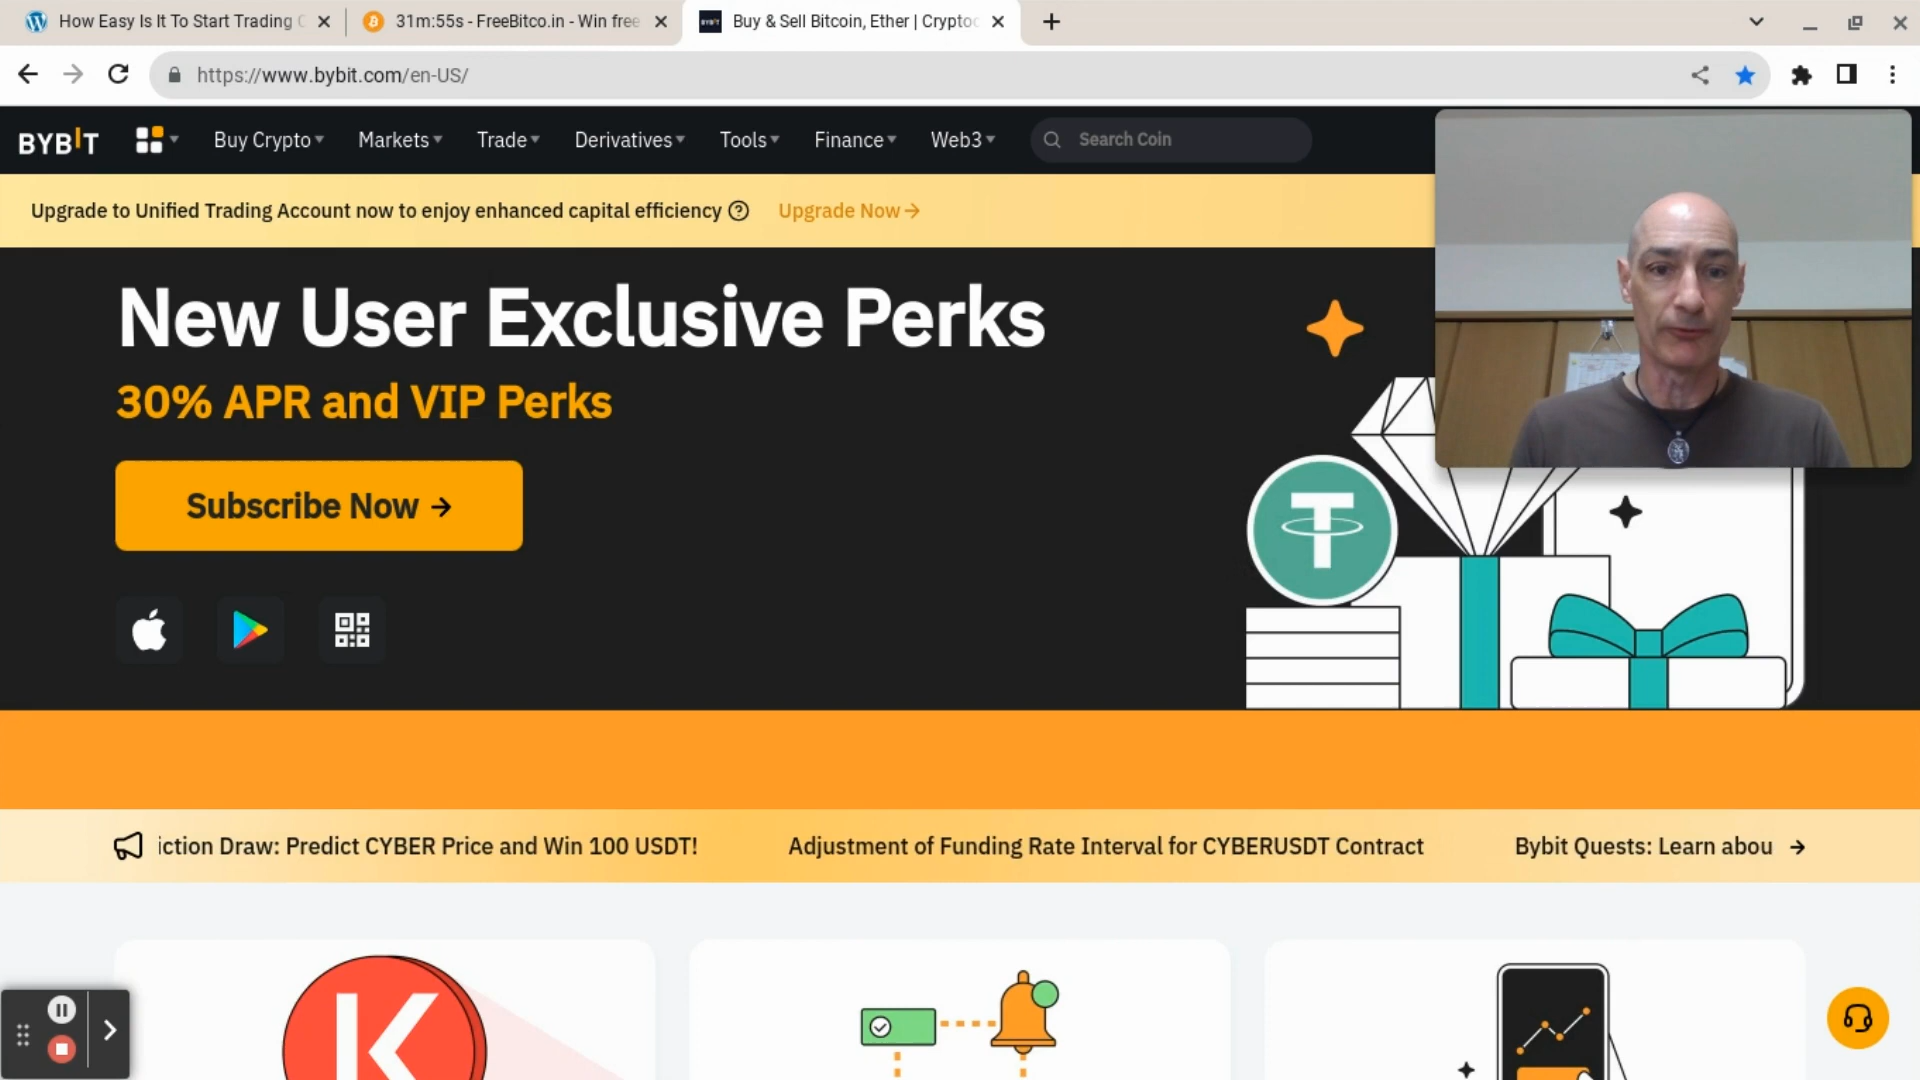 How Easy Is It To Start Trading
31m:55s - FreeBitco.in - Win free
Buy & Sell Bitcoin, Ether | Crypto
https://www.bybit.com/en-US/
BYBIT
Buy Crypto
Markets
Trade
Derivatives
Tools
Finance
Web3
Search Coin
Upgrade to Unified Trading Account now to enjoy enhanced capital efficiency ?
Upgrade Now →
New User Exclusive Perks
30% APR and VIP Perks
Subscribe Now →
iction Draw: Predict CYBER Price and Win 100 USDT!
Adjustment of Funding Rate Interval for CYBERUSDT Contract
Bybit Quests: Learn abou →